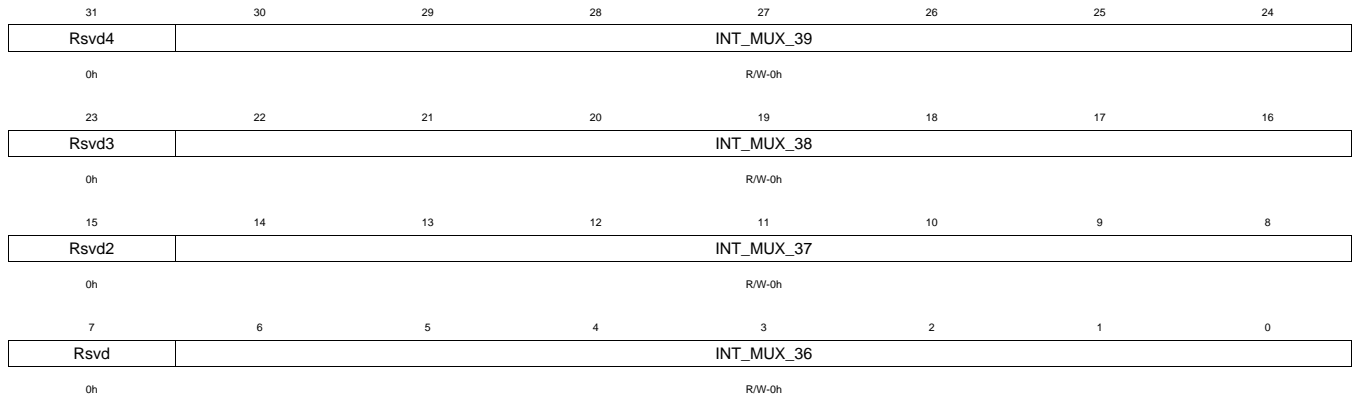 31 30 29 28 27 26 25 24
Rsvd4 INT_MUX_39
0h R/W-0h
23 22 21 20 19 18 17 16
Rsvd3 INT_MUX_38
0h R/W-0h
15 14 13 12 11 10 9 8
Rsvd2 INT_MUX_37
0h R/W-0h
7 6 5 4 3 2 1 0
Rsvd INT_MUX_36
0h R/W-0h